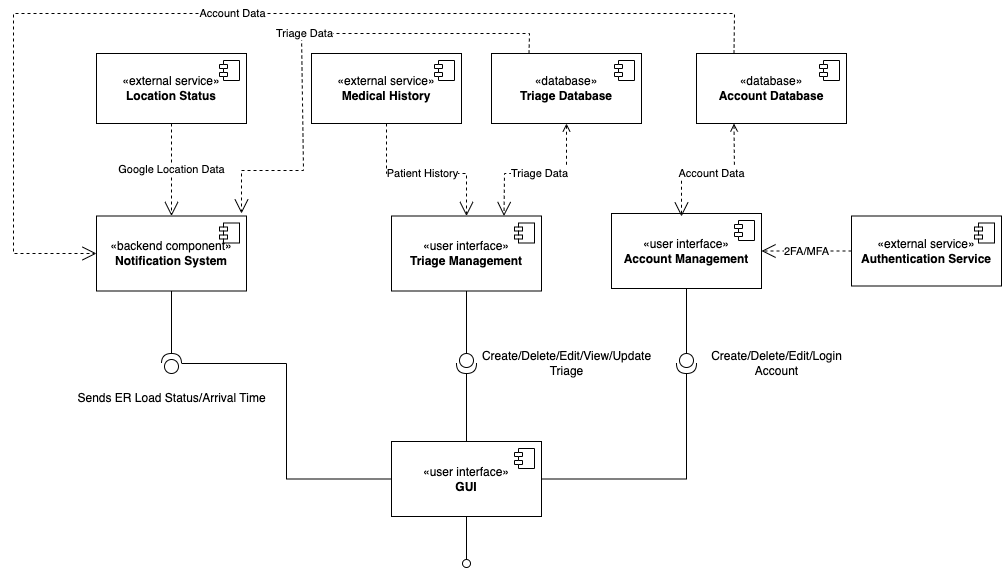 Account Data
Triage Data
«external service»
Location Status
«external service»
Medical History
«database»
Triage Database
«database»
Account Database
Google Location Data
Patient History
Triage Data
Account Data
«backend component»
Notification System
«user interface»
Triage Management
«user interface»
Account Management
2FA/MFA
«external service»
Authentication Service
Create/Delete/Edit/View/Update
Triage
Create/Delete/Edit/Login
Account
Sends ER Load Status/Arrival Time
«user interface»
GUI